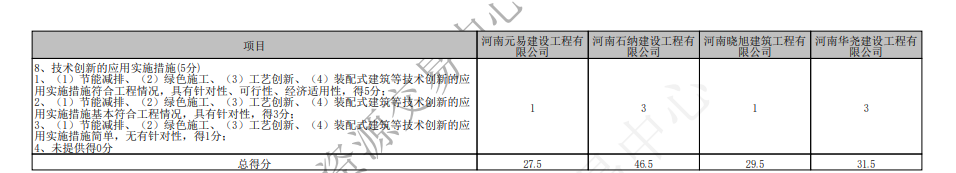 项目 河南元易建设工程有限公司 河南石纳建设工程有限公司 河南晓旭建筑工程有限公司 河南华尧建设工程有限公司
8、技术创新的应用实施措施(5分)
1、（1）节能减排、（2）绿色施工、（3）工艺创新、（4）装配式建筑等技术创新的应
用实施措施符合工程情况，具有针对性、可行性、经济适用性，得5分；
2、（1）节能减排、（2）绿色施工、（3）工艺创新、（4）装配式建筑等技术创新的应
用实施措施基本符合工程情况，具有针对性，得3分；
3、（1）节能减排、（2）绿色施工、（3）工艺创新、（4）装配式建筑等技术创新的应
用实施措施简单，无有针对性，得1分；
4、未提供得0分
1 3 1 3
总得分 27.5 46.5 29.5 31.5
资源交易中心
中心